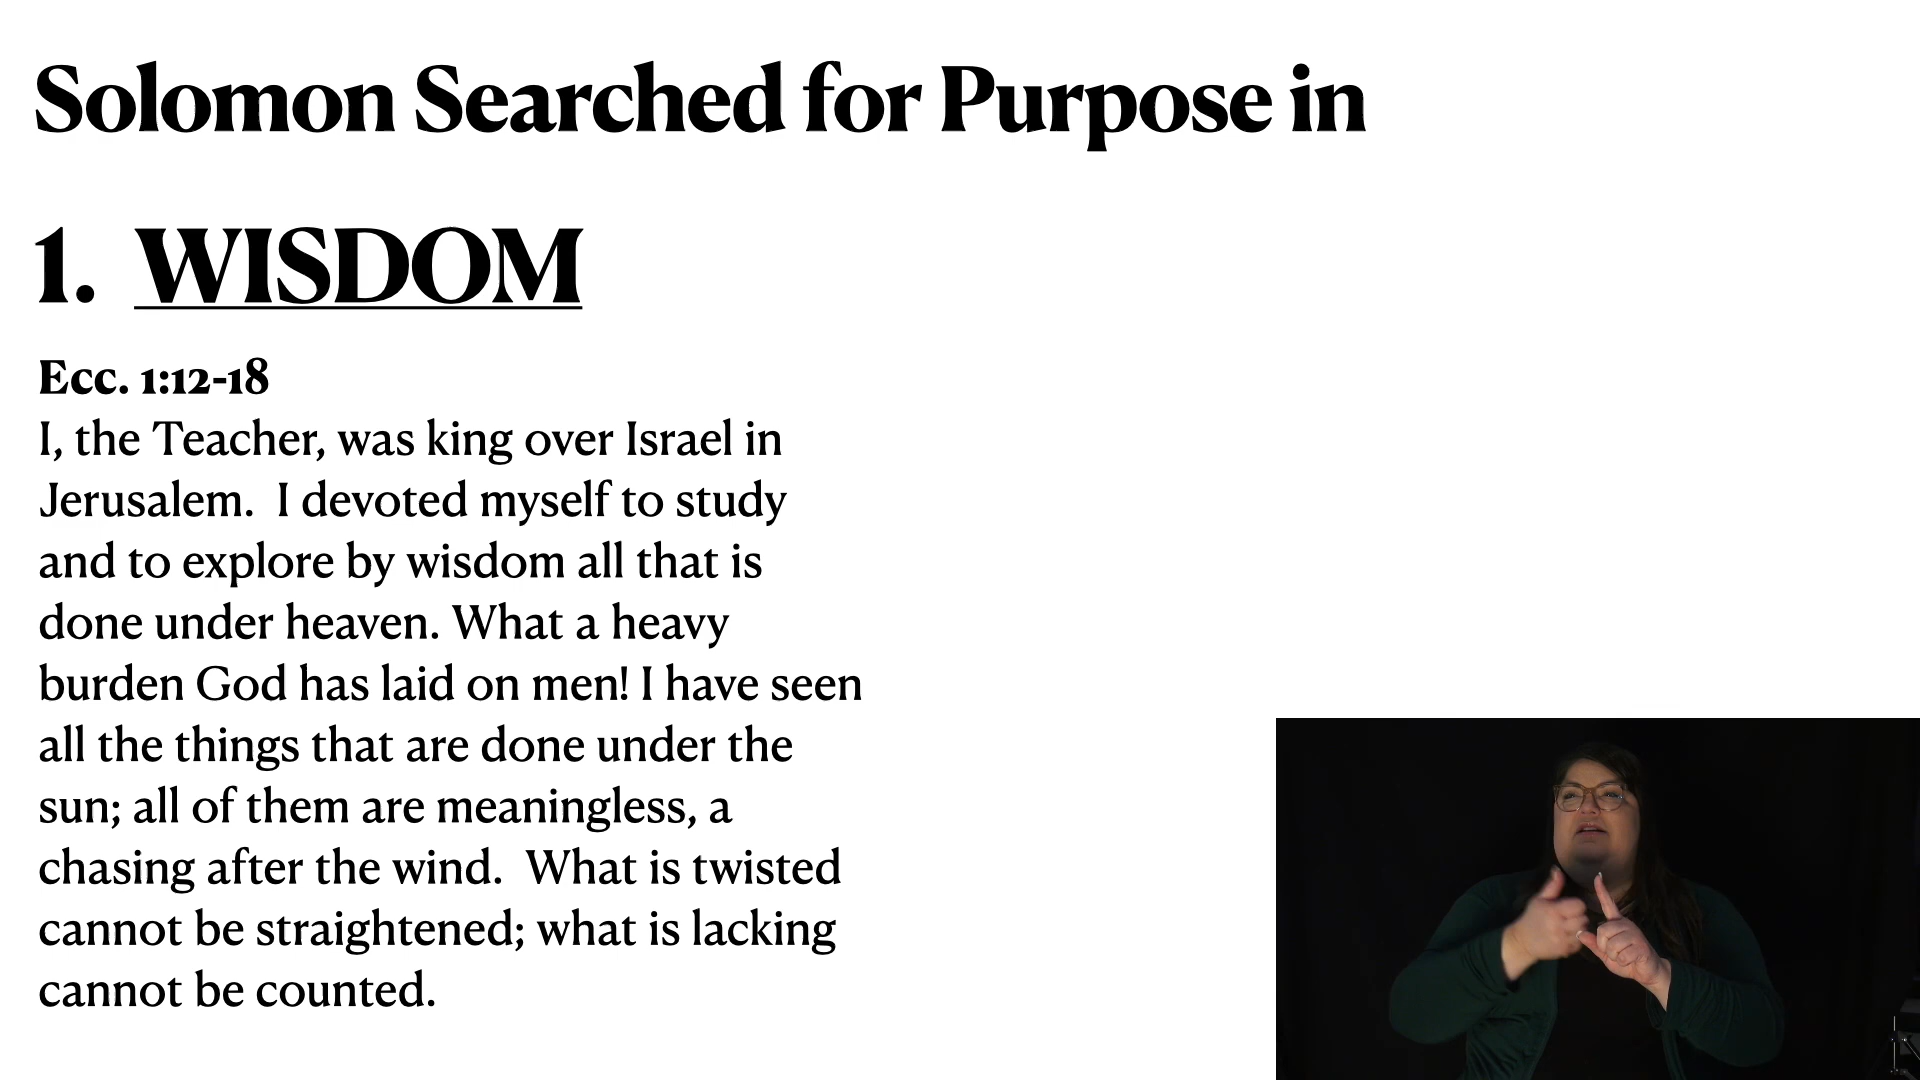 Solomon Searched for Purpose in
1. WISDOM
Ecc. 1:12-18
I, the Teacher, was king over Israel in
Jerusalem.  I devoted myself to study
and to explore by wisdom all that is
done under heaven. What a heavy
burden God has laid on men! I have seen
all the things that are done under the
sun; all of them are meaningless, a
chasing after the wind.  What is twisted
cannot be straightened; what is lacking
cannot be counted.